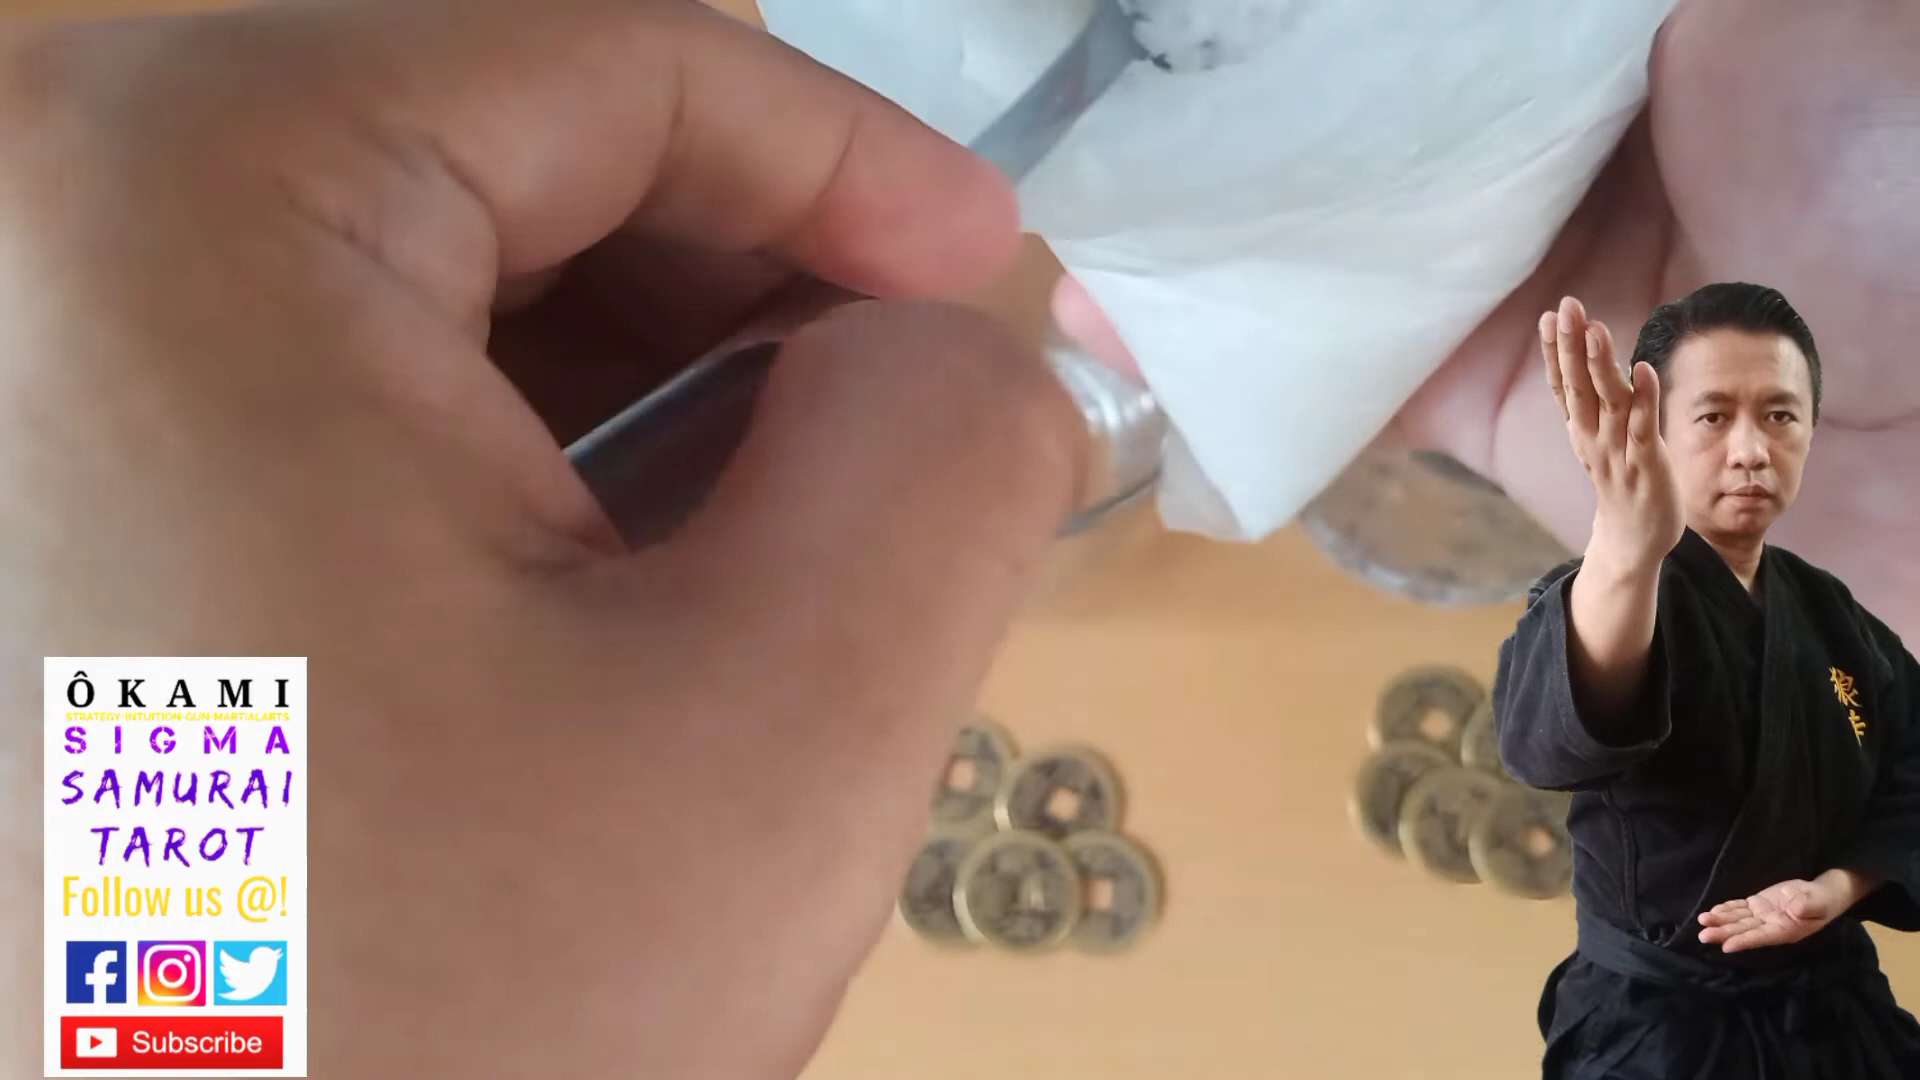 ÔKAMI
STRATEGY-INTUITION-GUN-MARTIALARTS
SIGMA
SAMURAI
TAROT
Follow us @!
Subscribe